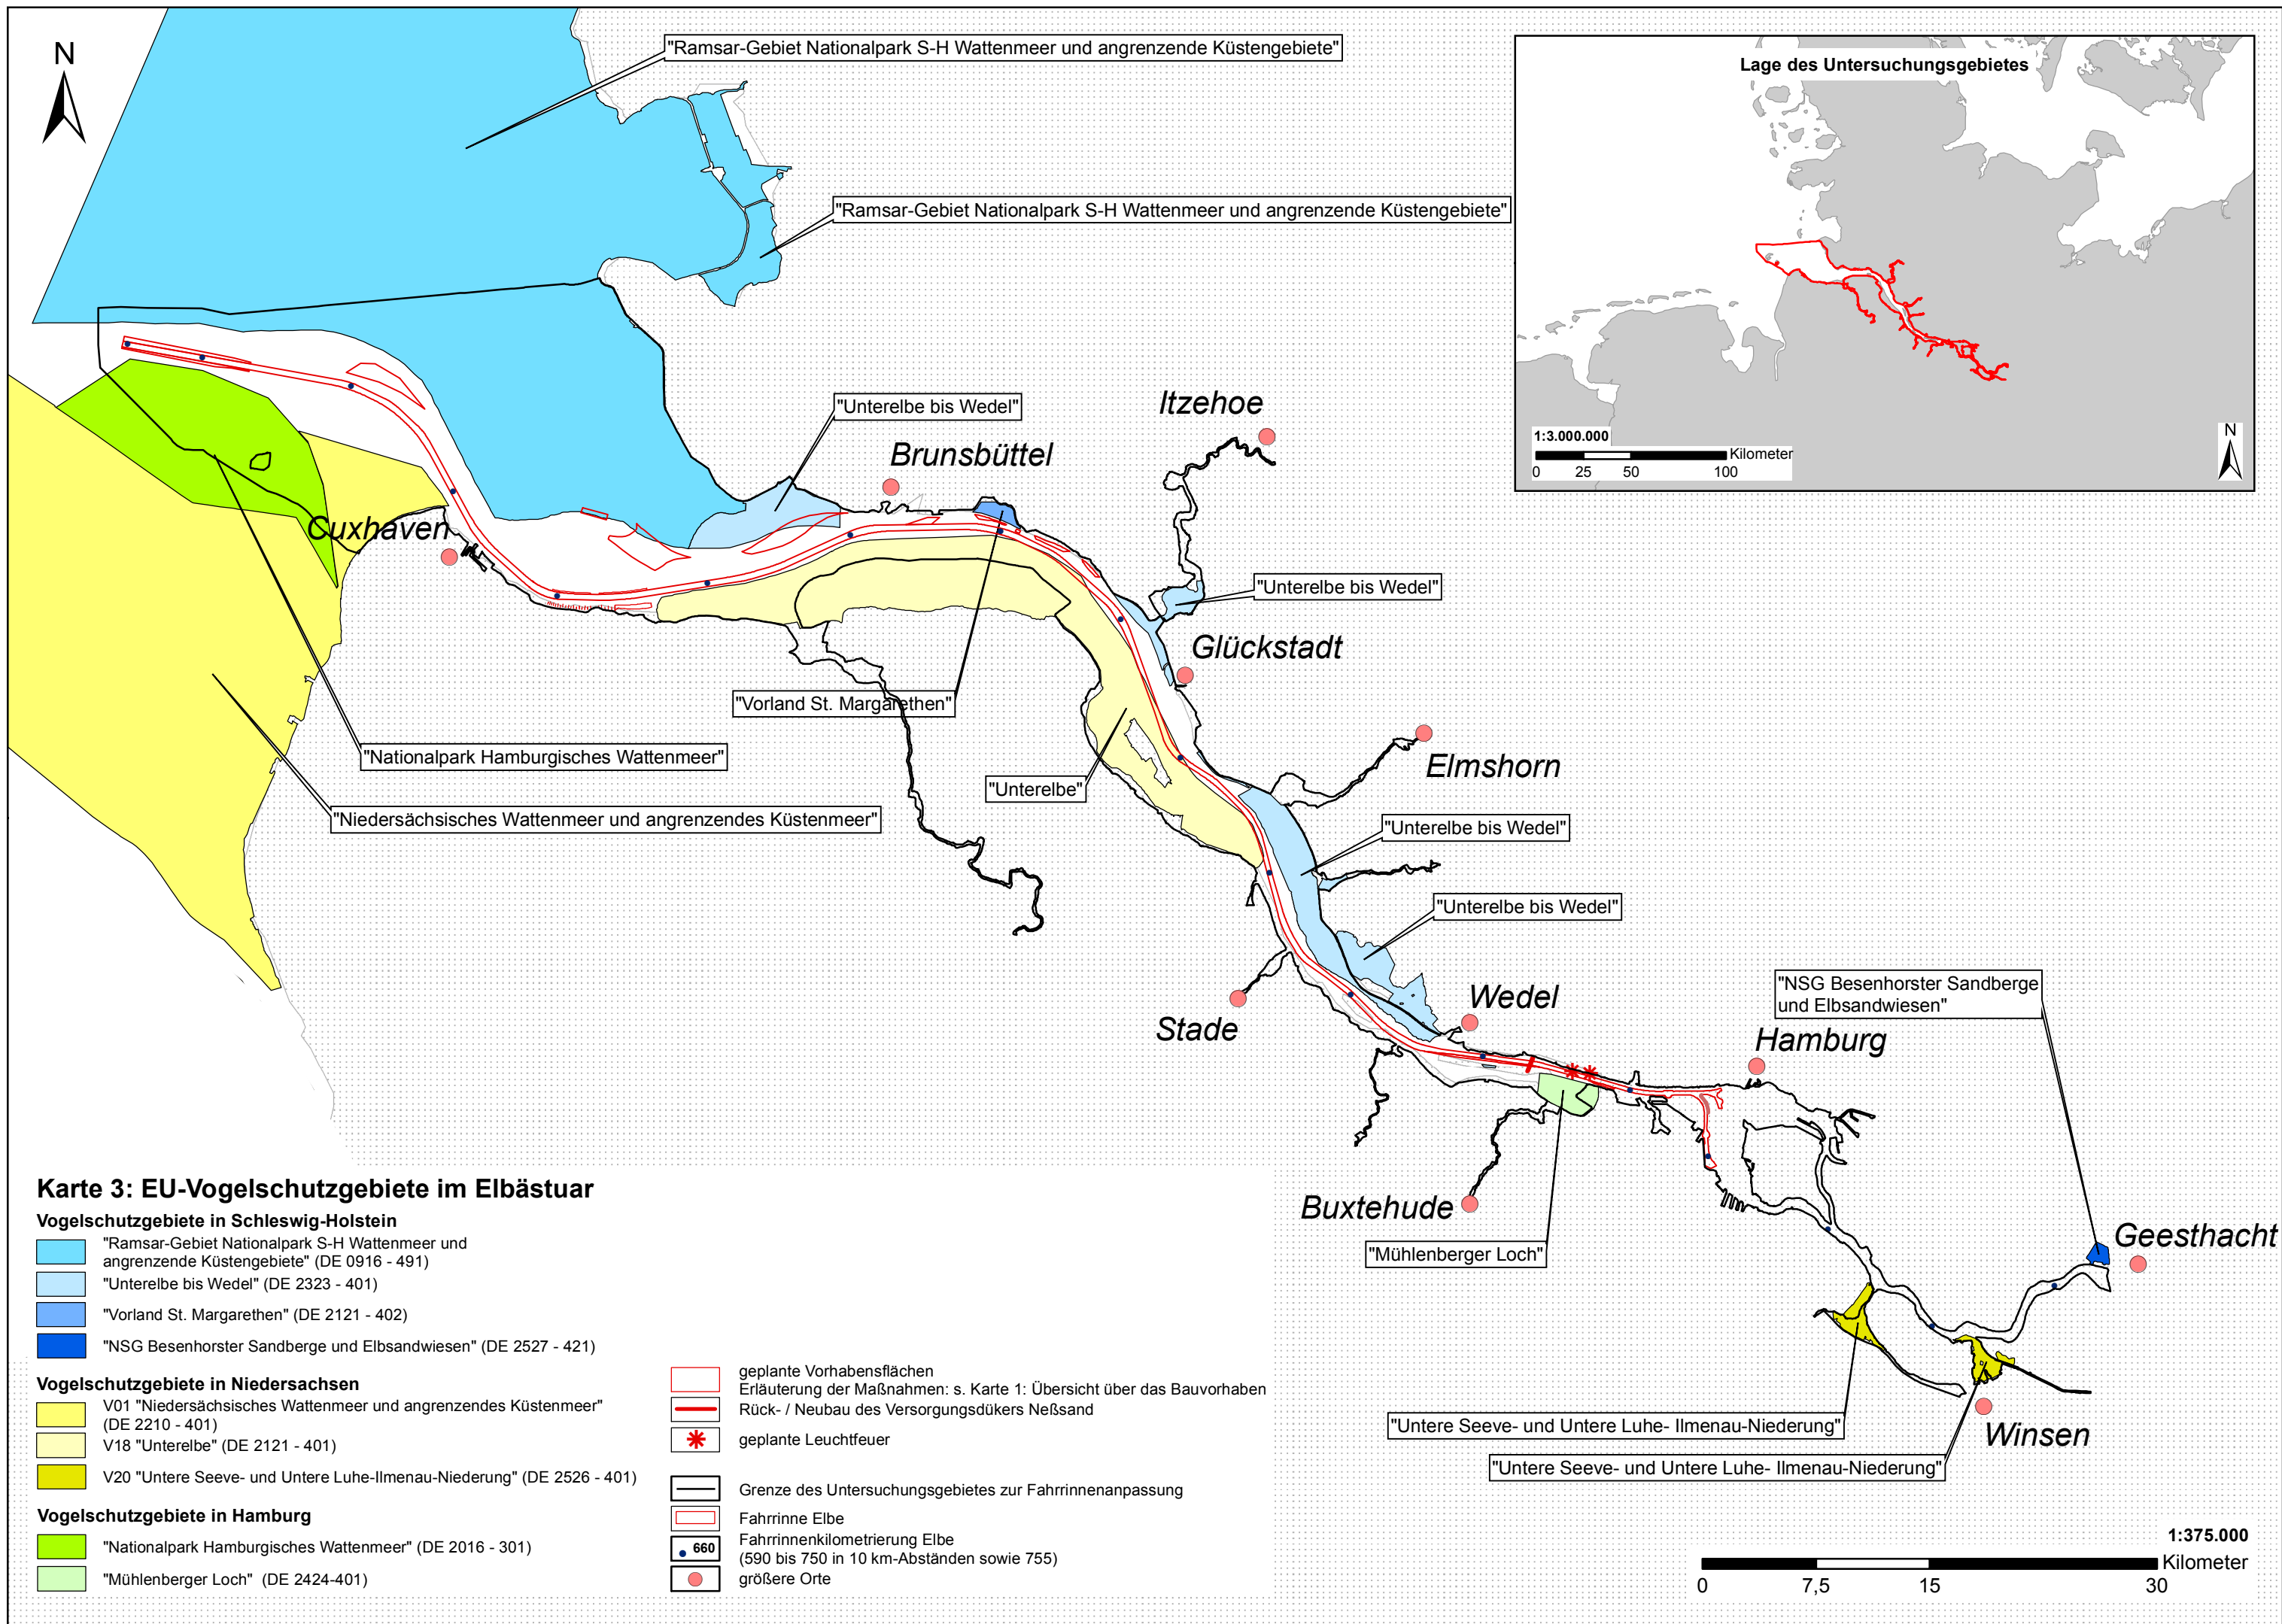 N
"Ramsar-Gebiet Nationalpark S-H Wattenmeer und angrenzende Küstengebiete"
"Ramsar-Gebiet Nationalpark S-H Wattenmeer und angrenzende Küstengebiete"
Lage des Untersuchungsgebietes
1:3.000.000
Kilometer
0 25 50 100
N
"Unterelbe bis Wedel"
Itzehoe
Brunsbüttel
Cuxhaven
"Unterelbe bis Wedel"
Glückstadt
"Vorland St. Margarethen"
"Nationalpark Hamburgisches Wattenmeer"
"Unterelbe"
Elmshorn
"Niedersächsisches Wattenmeer und angrenzendes Küstenmeer"
"Unterelbe bis Wedel"
"Unterelbe bis Wedel"
"NSG Besenhorster Sandberge
und Elbsandwiesen"
Wedel
Stade
Hamburg
Buxtehude
"Mühlenberger Loch"
Geesthacht
"Untere Seeve- und Untere Luhe- Ilmenau-Niederung"
Winsen
"Untere Seeve- und Untere Luhe- Ilmenau-Niederung"
Karte 3: EU-Vogelschutzgebiete im Elbästuar
Vogelschutzgebiete in Schleswig-Holstein
"Ramsar-Gebiet Nationalpark S-H Wattenmeer und
angrenzende Küstengebiete" (DE 0916 - 491)
"Unterelbe bis Wedel" (DE 2323 - 401)
"Vorland St. Margarethen" (DE 2121 - 402)
"NSG Besenhorster Sandberge und Elbsandwiesen" (DE 2527 - 421)
Vogelschutzgebiete in Niedersachsen
V01 "Niedersächsisches Wattenmeer und angrenzendes Küstenmeer"
(DE 2210 - 401)
V18 "Unterelbe" (DE 2121 - 401)
V20 "Untere Seeve- und Untere Luhe-Ilmenau-Niederung" (DE 2526 - 401)
Vogelschutzgebiete in Hamburg
"Nationalpark Hamburgisches Wattenmeer" (DE 2016 - 301)
"Mühlenberger Loch" (DE 2424-401)
geplante Vorhabensflächen
Erläuterung der Maßnahmen: s. Karte 1: Übersicht über das Bauvorhaben
Rück- / Neubau des Versorgungsdükers Neßsand
geplante Leuchtfeuer
Grenze des Untersuchungsgebietes zur Fahrrinnenanpassung
Fahrrinne Elbe
660
Fahrrinnenkilometrierung Elbe
(590 bis 750 in 10 km-Abständen sowie 755)
größere Orte
1:375.000
Kilometer
0 7,5 15 30